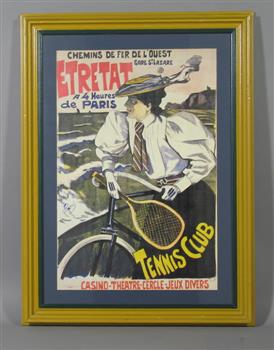 CHEMINS DE FER DE L'OUEST
GARE St LAZARE
ETRETAT
A 4 HEURES
de PARIS
TENNIS CLUB
CASINO-THEATRE-CERCLE-JEUX DIVERS